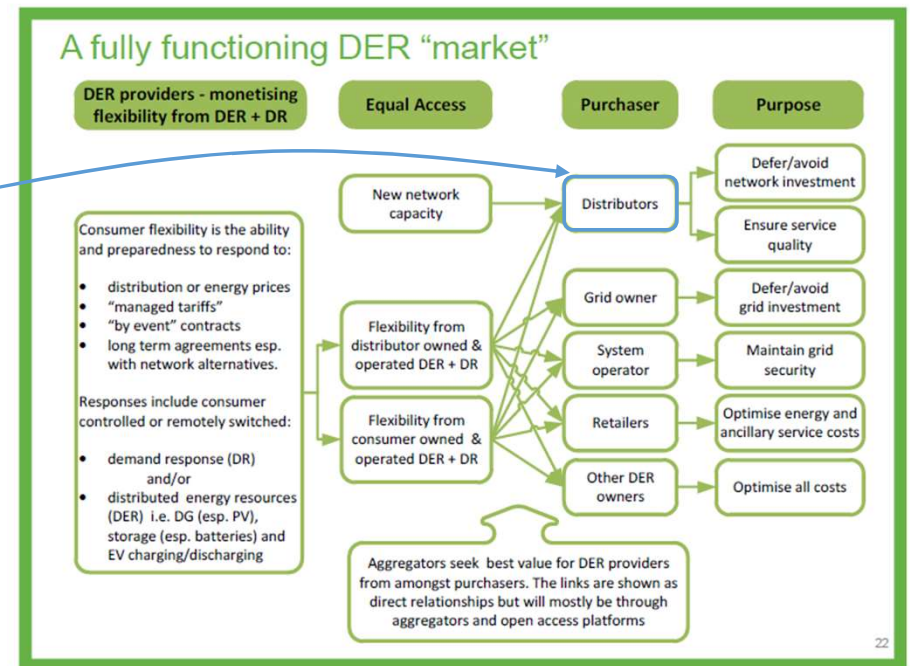 A fully functioning DER “market”
DER providers - monetising
flexibility from DER + DR
Equal Access
Purchaser
Purpose
Consumer flexibility is the ability
and preparedness to respond to:
• distribution or energy prices
• “managed tariffs”
• “by event” contracts
• long term agreements esp.
with network alternatives.
Responses include consumer
controlled or remotely switched:
• demand response (DR)
and/or
• distributed energy resources
(DER) i.e. DG (esp. PV),
storage (esp. batteries) and
EV charging/discharging
New network
capacity
Flexibility from
distributor owned &
operated DER + DR
Flexibility from
consumer owned &
operated DER + DR
Distributors
Grid owner
System
operator
Retailers
Other DER
owners
Defer/avoid
network investment
Ensure service
quality
Defer/avoid
grid investment
Maintain grid
security
Optimise energy and
ancillary service costs
Optimise all costs
Aggregators seek best value for DER providers
from amongst purchasers. The links are shown as
direct relationships but will mostly be through
aggregators and open access platforms
22